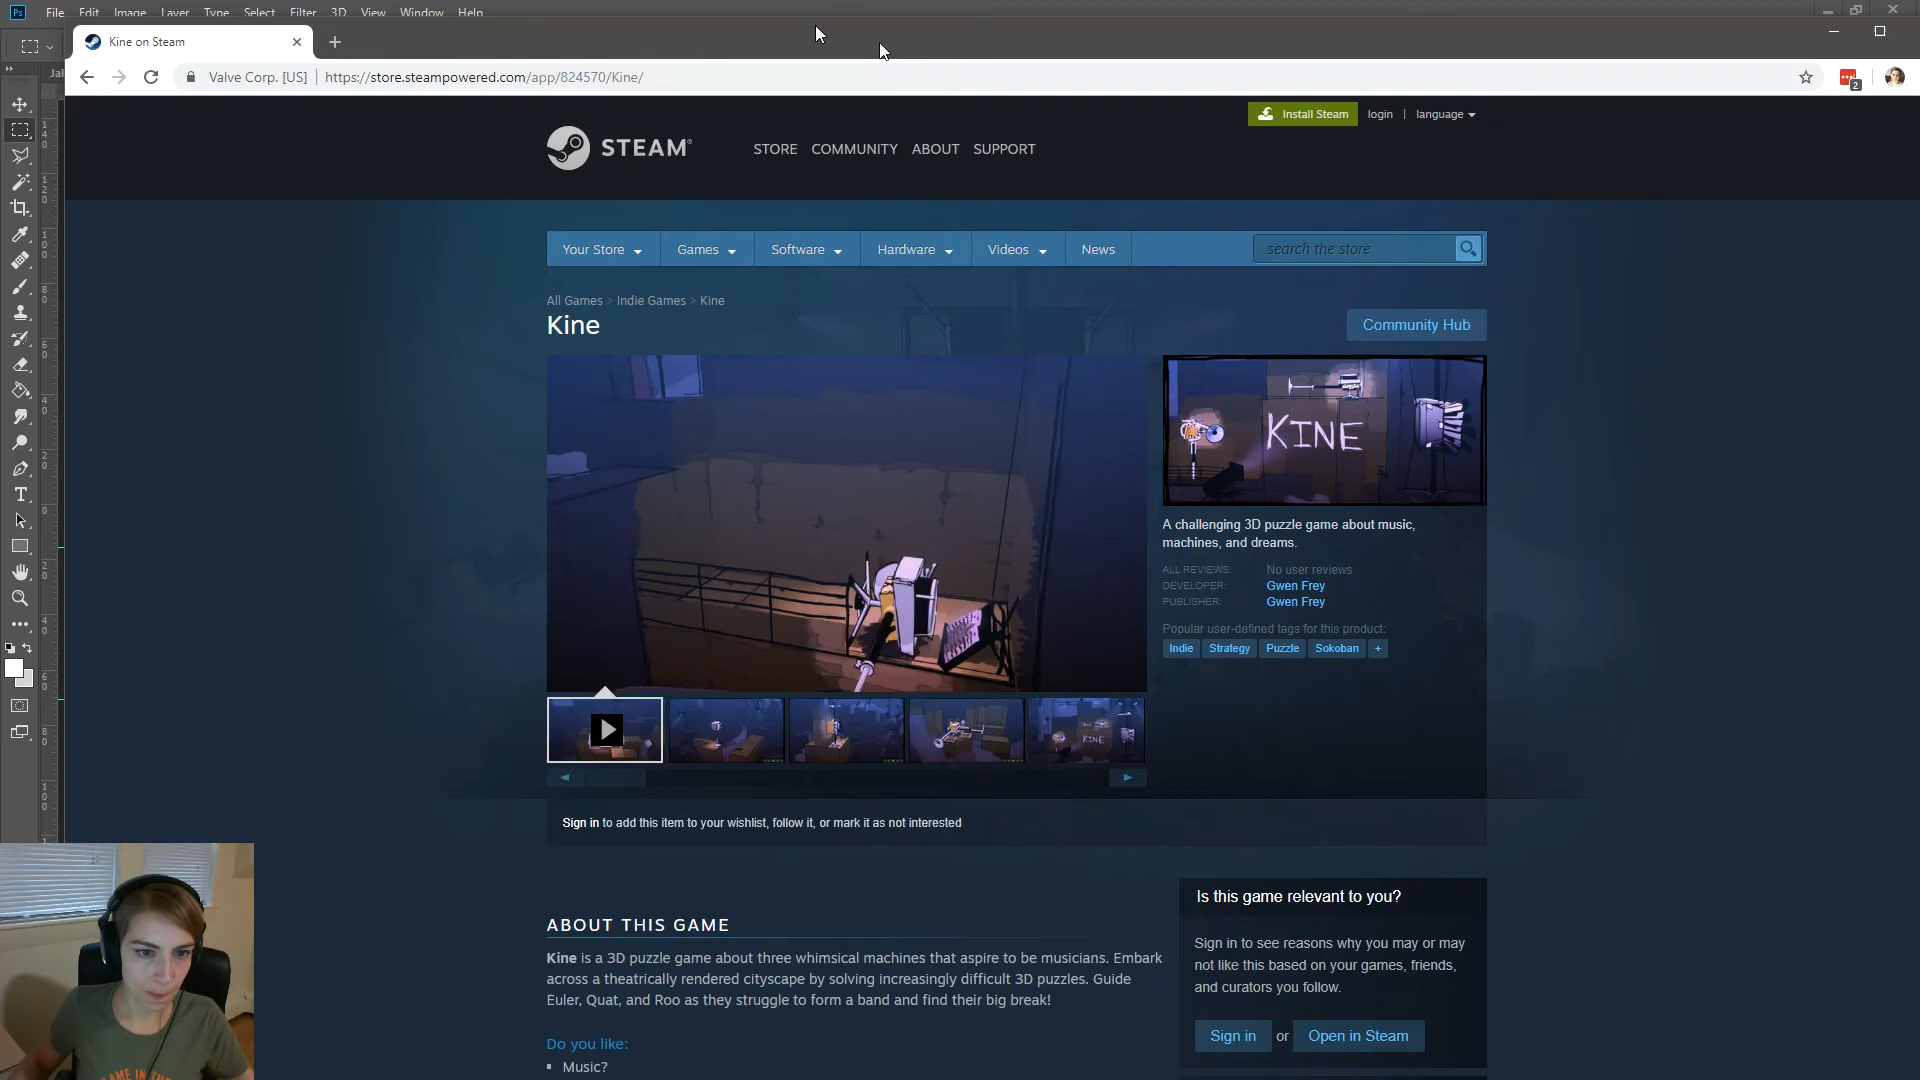 Ps File Edit Image Layer Type Select Filter 3D View Window Help
Kine on Steam
Valve Corp. [US] https://store.steampowered.com/app/824570/Kine/
2
Install Steam login | language
STEAM®
STORE COMMUNITY ABOUT SUPPORT
Your Store Games Software Hardware Videos News search the store
All Games > Indie Games > Kine
Kine
Community Hub
KINE
A challenging 3D puzzle game about music,
machines, and dreams.
ALL REVIEWS: No user reviews
DEVELOPER: Gwen Frey
PUBLISHER: Gwen Frey
Popular user-defined tags for this product:
Indie Strategy Puzzle Sokoban +
KINE
Sign in to add this item to your wishlist, follow it, or mark it as not interested
Is this game relevant to you?
Sign in to see reasons why you may or may
not like this based on your games, friends,
and curators you follow.
Sign in or Open in Steam
ABOUT THIS GAME
Kine is a 3D puzzle game about three whimsical machines that aspire to be musicians. Embark
across a theatrically rendered cityscape by solving increasingly difficult 3D puzzles. Guide
Euler, Quat, and Roo as they struggle to form a band and find their big break!
Do you like:
▪ Music?